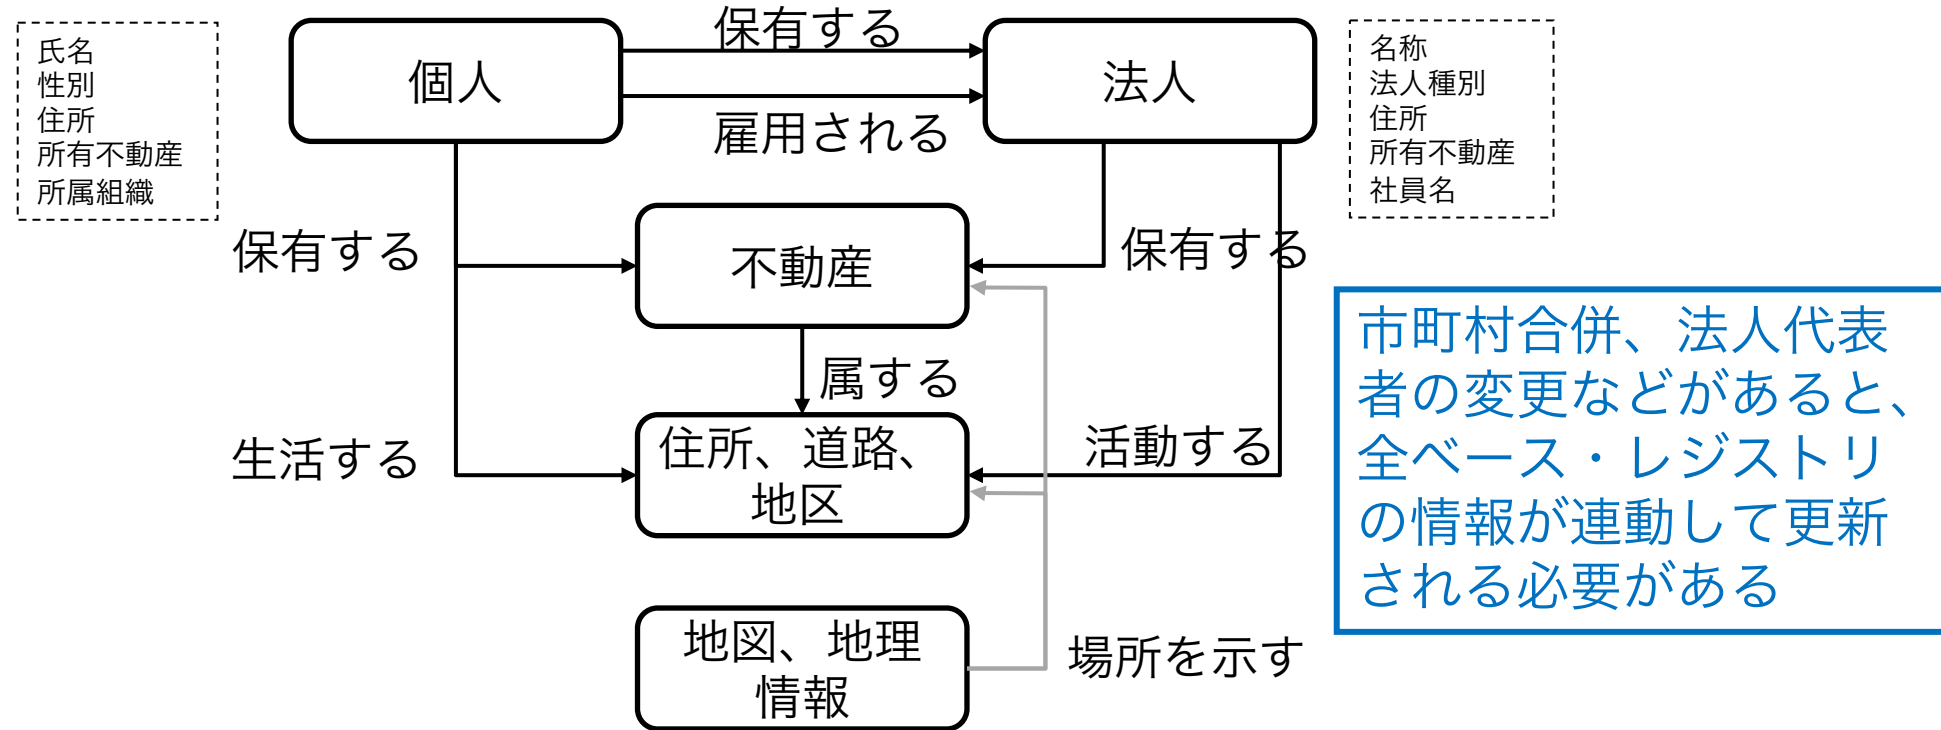 氏名
性別
住所
所有不動産
所属組織
個人
保有する
雇用される
法人
名称
法人種別
住所
所有不動産
社員名
保有する
不動産
保有する
属する
生活する
住所、道路、
地区
活動する
地図、地理
情報
場所を示す
市町村合併、法人代表
者の変更などがあると、
全ベース・レジストリ
の情報が連動して更新
される必要がある